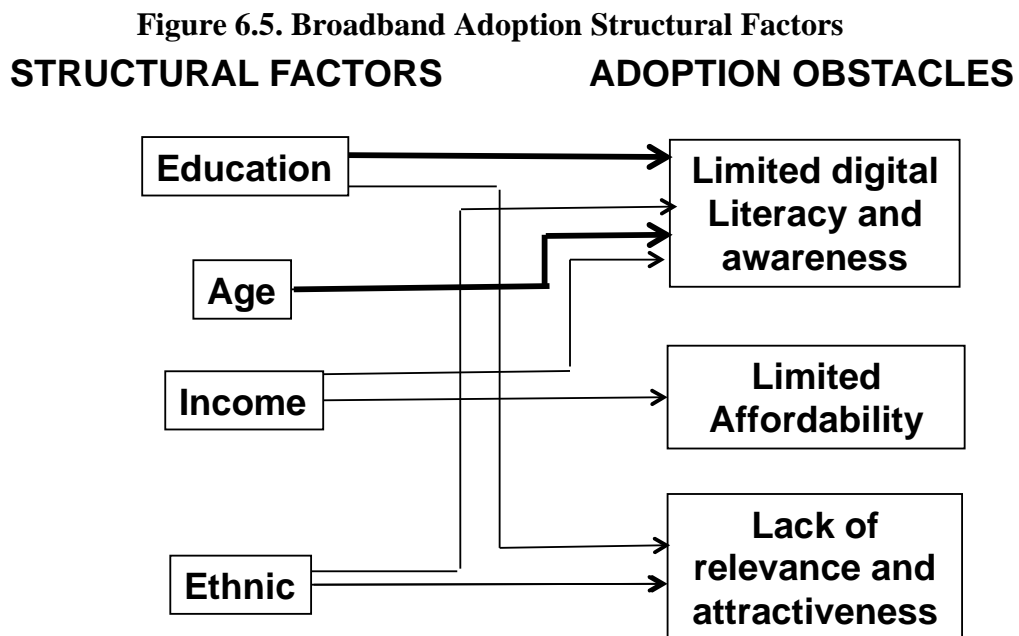 Figure 6.5. Broadband Adoption Structural Factors
STRUCTURAL FACTORS
ADOPTION OBSTACLES
Education
Age
Income
Ethnic
Limited digital
Literacy and
awareness
Limited
Affordability
Lack of
relevance and
attractiveness